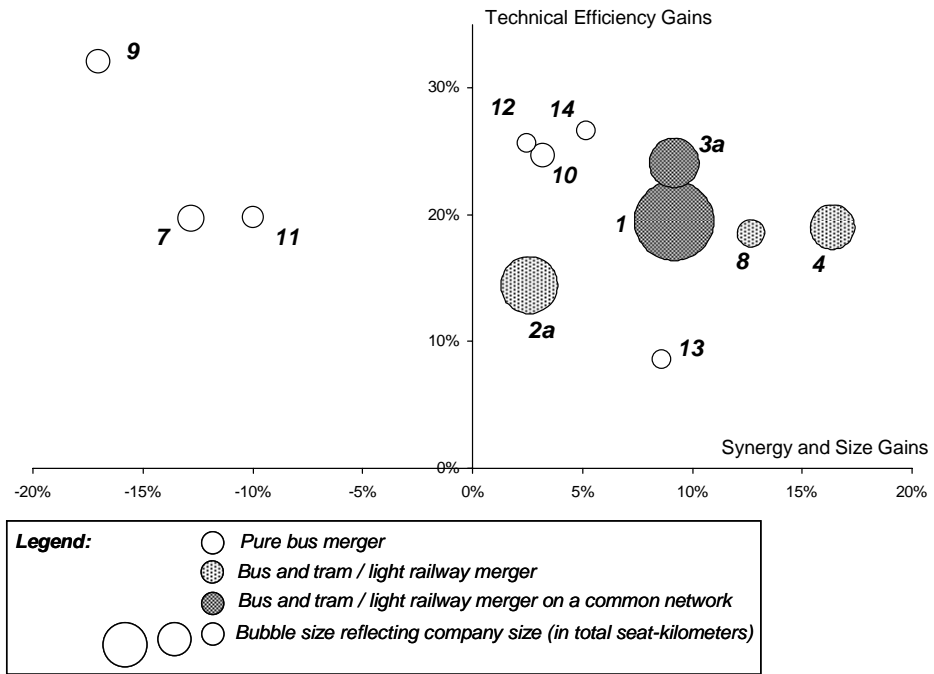 Technical Efficiency Gains
9
30%
12
14
3a
10
20%
7
11
1
8
4
2a
10%
13
Synergy and Size Gains
0%
-20%
-15%
-10%
-5%
0%
5%
10%
15%
20%
Legend:
Pure bus merger
Bus and tram / light railway merger
Bus and tram / light railway merger on a common network
Bubble size reflecting company size (in total seat-kilometers)